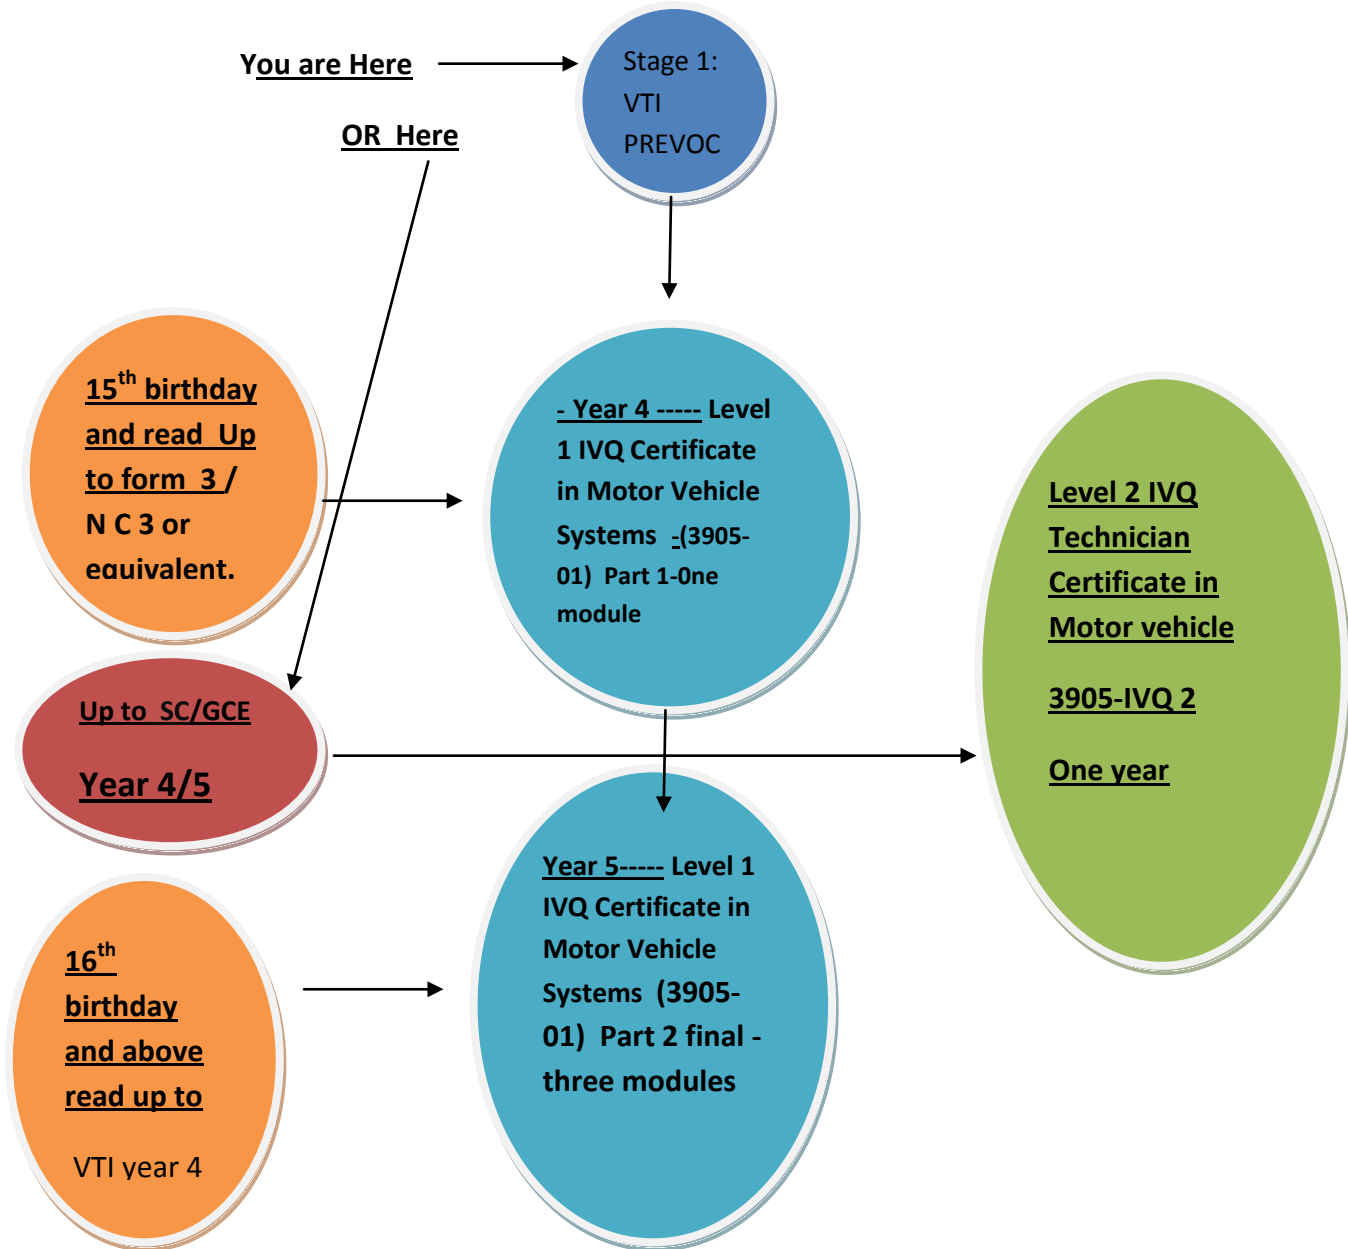 You are Here
Stage 1:
VTI
PREVOC
OR  Here
15th birthday
and read  Up
to form  3 /
N C 3 or
equivalent.
- Year 4 ----- Level
1 IVQ Certificate
in Motor Vehicle
Systems  -(3905-
01)  Part 1-0ne
module
Level 2 IVQ
Technician
Certificate in
Motor vehicle
3905-IVQ 2
One year
Up to  SC/GCE
Year 4/5
Year 5----- Level 1
IVQ Certificate in
Motor Vehicle
Systems  (3905-
01)  Part 2 final -
three modules
16th
birthday
and above
read up to
VTI year 4